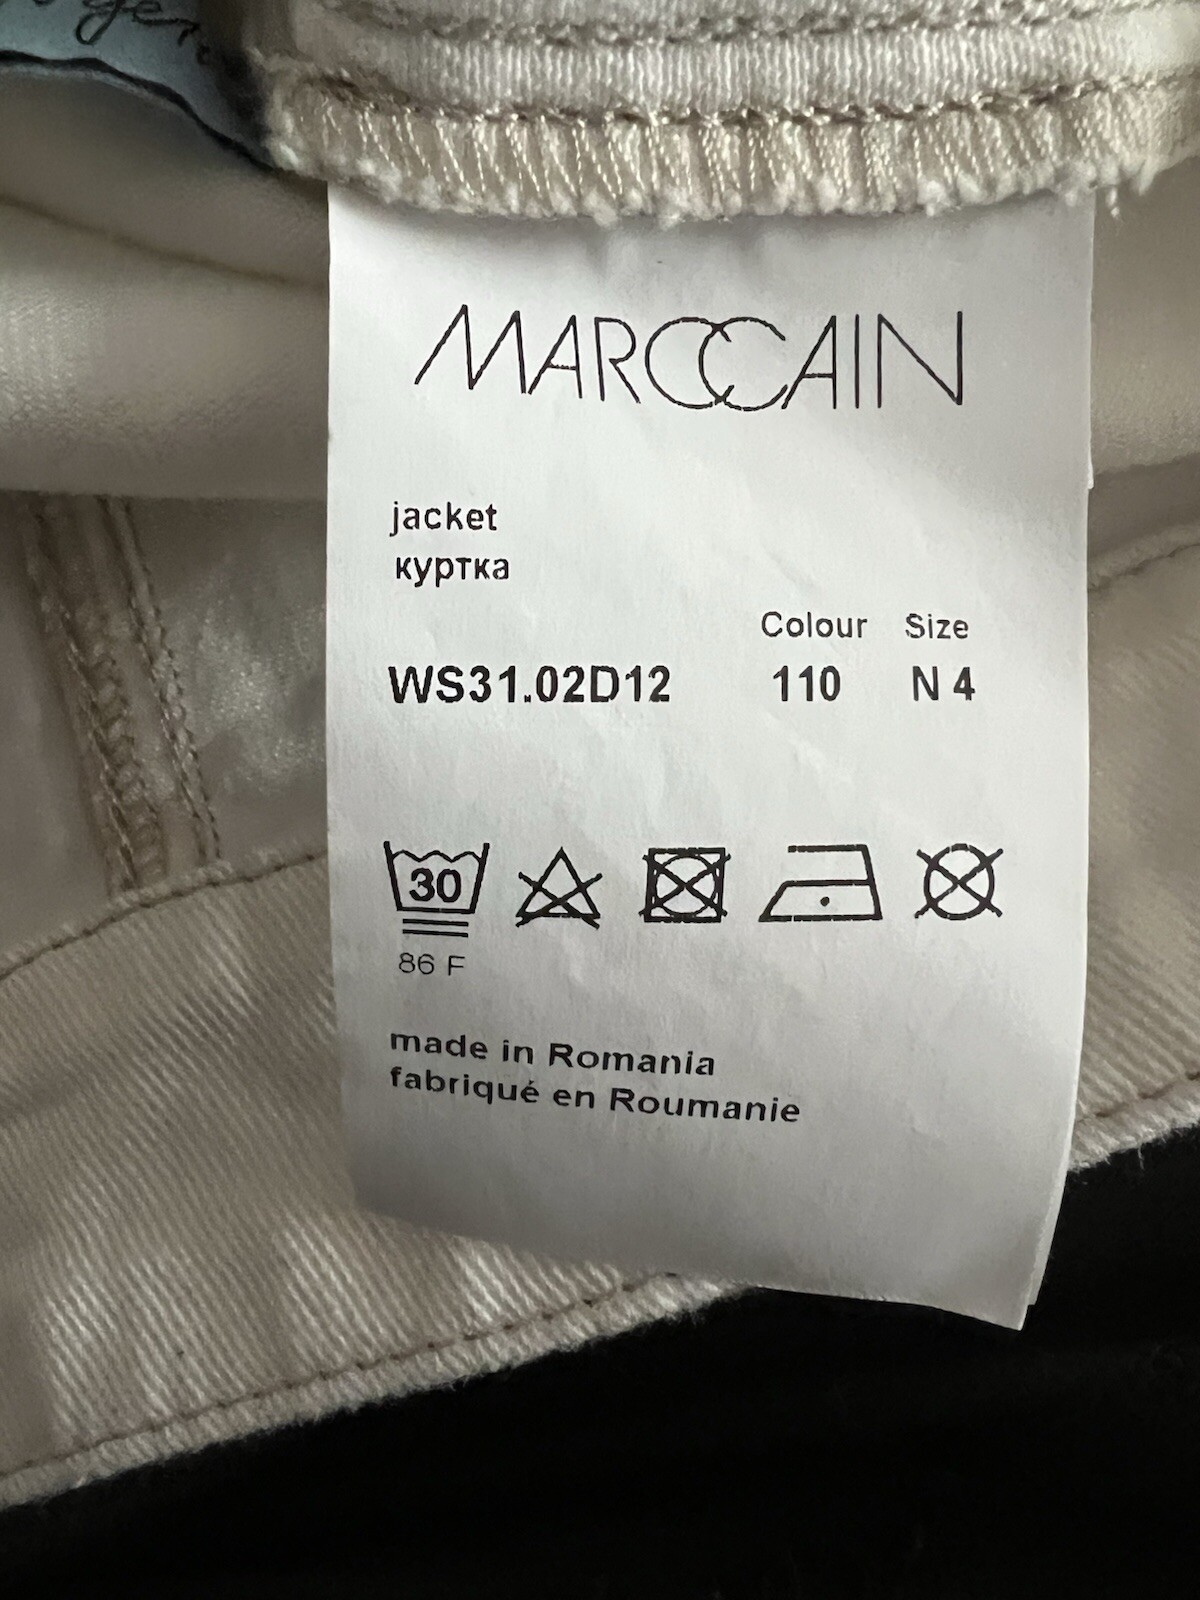 MARCCAIN
jacket
куртка
Colour Size
WS31.02D12 110 N 4
30
86 F
made in Romania
fabriqué en Roumanie